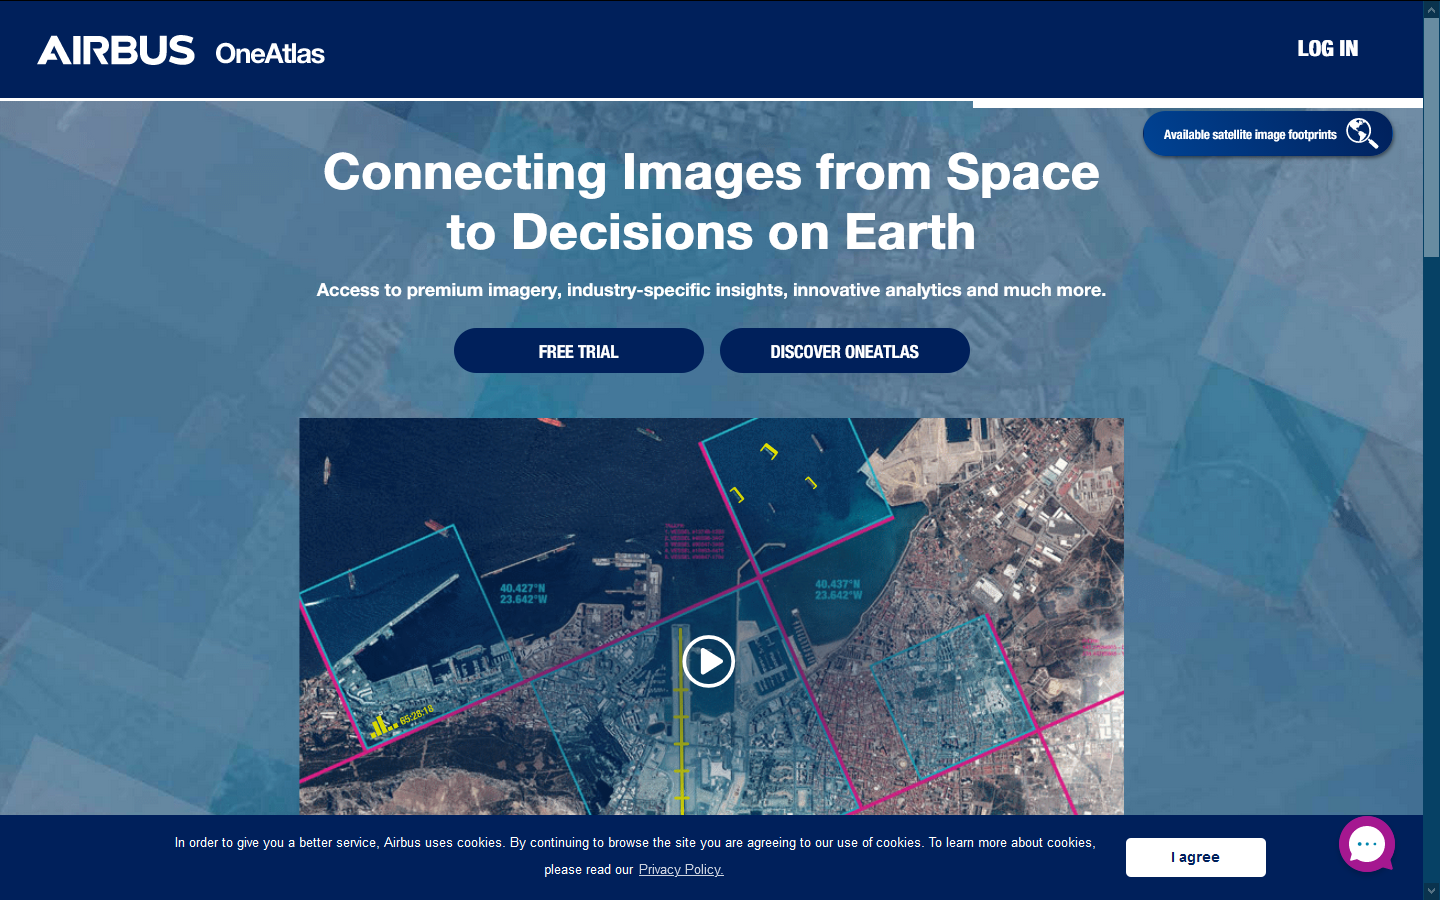 AIRBUS OneAtlas
LOG IN
Available satellite image footprints
Connecting Images from Space
to Decisions on Earth
Access to premium imagery, industry-specific insights, innovative analytics and much more.
FREE TRIAL
DISCOVER ONEATLAS
40.427°N
23.642°W
40.437°N
23.642°W
65:28:18
In order to give you a better service, Airbus uses cookies. By continuing to browse the site you are agreeing to our use of cookies. To learn more about cookies,
please read our Privacy Policy.
I agree